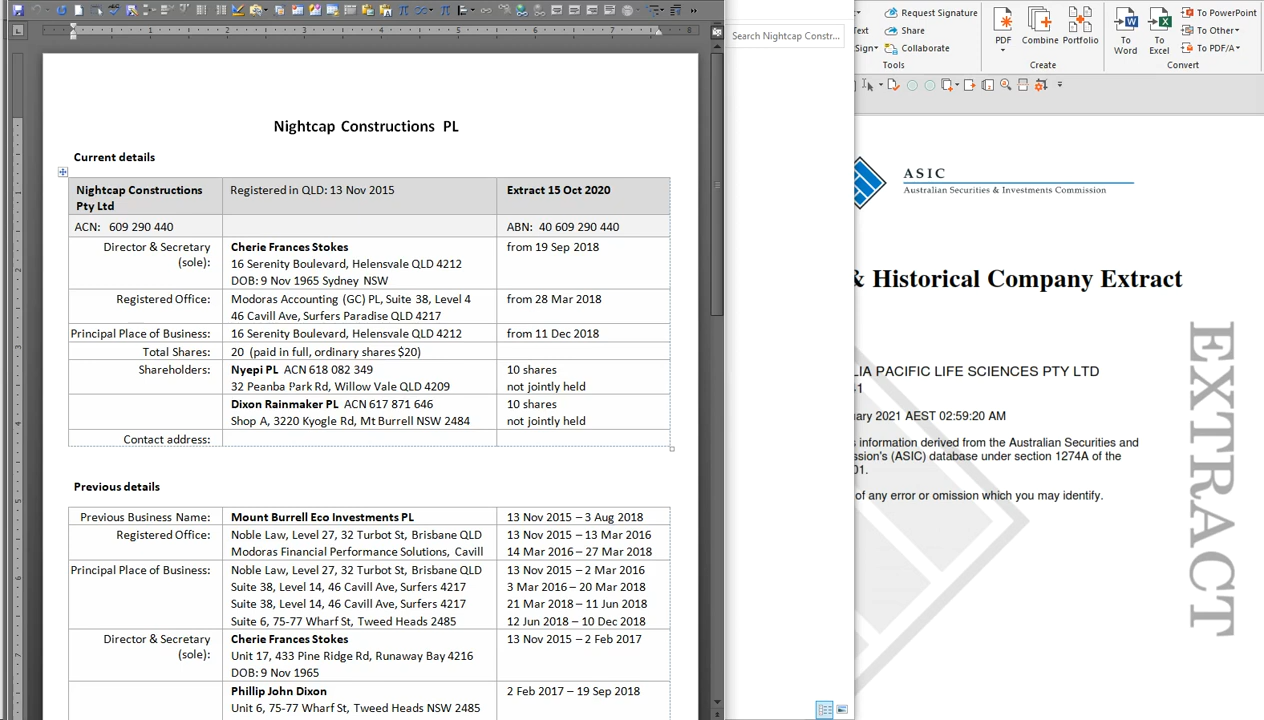 Nightcap Constructions PL
Current details
Nightcap Constructions Pty Ltd
Registered in QLD: 13 Nov 2015
Extract 15 Oct 2020
ACN: 609 290 440
ABN: 40 609 290 440
Director & Secretary (sole):
Cherie Frances Stokes
from 19 Sep 2018
16 Serenity Boulevard, Helensvale QLD 4212
DOB: 9 Nov 1965 Sydney NSW
Registered Office:
Modoras Accounting (GC) PL, Suite 38, Level 4
from 28 Mar 2018
46 Cavill Ave, Surfers Paradise QLD 4217
Principal Place of Business:
16 Serenity Boulevard, Helensvale QLD 4212
from 11 Dec 2018
Total Shares:
20 (paid in full, ordinary shares $20)
Shareholders:
Nyepi PL ACN 618 082 349
10 shares
32 Peanba Park Rd, Willow Vale QLD 4209
not jointly held
Dixon Rainmaker PL ACN 617 871 646
10 shares
Shop A, 3220 Kyogle Rd, Mt Burrell NSW 2484
not jointly held
Contact address:
Previous details
Previous Business Name:
Mount Burrell Eco Investments PL
13 Nov 2015 – 3 Aug 2018
Registered Office:
Noble Law, Level 27, 32 Turbot St, Brisbane QLD
13 Nov 2015 – 13 Mar 2016
Modoras Financial Performance Solutions, Cavill
14 Mar 2016 – 27 Mar 2018
Principal Place of Business:
Noble Law, Level 27, 32 Turbot St, Brisbane QLD
13 Nov 2015 – 2 Mar 2016
Suite 38, Level 14, 46 Cavill Ave, Surfers 4217
3 Mar 2016 – 20 Mar 2018
Suite 38, Level 14, 46 Cavill Ave, Surfers 4217
21 Mar 2018 – 11 Jun 2018
Suite 6, 75-77 Wharf St, Tweed Heads 2485
12 Jun 2018 – 10 Dec 2018
Director & Secretary (sole):
Cherie Frances Stokes
13 Nov 2015 – 2 Feb 2017
Unit 17, 433 Pine Ridge Rd, Runaway Bay 4216
DOB: 9 Nov 1965
Phillip John Dixon
2 Feb 2017 – 19 Sep 2018
Unit 6, 75-77 Wharf St, Tweed Heads NSW 2485
Search Nightcap Constr...
Request Signature
Text
Share
Sign
Collaborate
Tools
PDF
Combine
Portfolio
Create
To Word
To Excel
To PowerPoint
To Other
To PDF/A
Convert
ASIC
Australian Securities & Investments Commission
& Historical Company Extract
EXTRACT
LIA PACIFIC LIFE SCIENCES PTY LTD
41
uary 2021 AEST 02:59:20 AM
s information derived from the Australian Securities and
ission's (ASIC) database under section 1274A of the
01.
of any error or omission which you may identify.